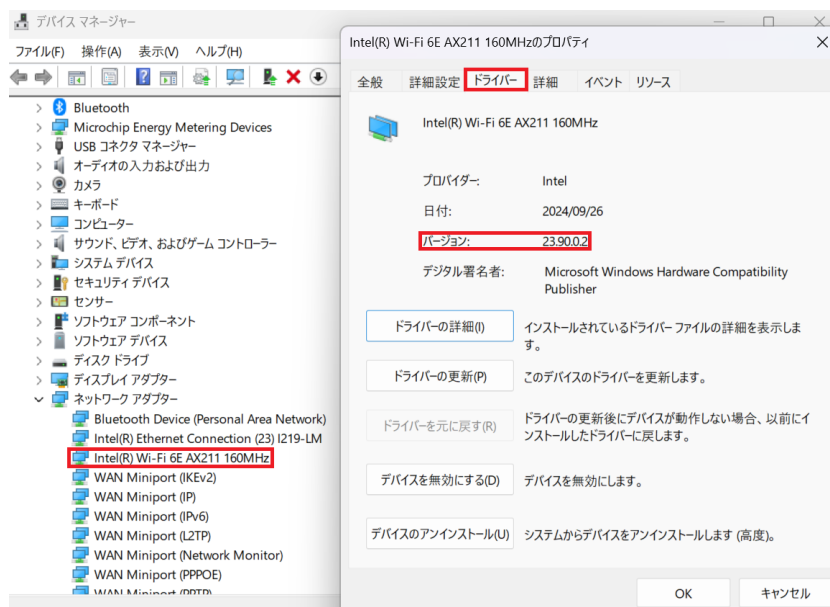 デバイス マネージャー
ファイル(F) 操作(A) 表示(V) ヘルプ(H)
Bluetooth
Microchip Energy Metering Devices
USB コネクタ マネージャー
オーディオの入力および出力
カメラ
キーボード
コンピューター
サウンド、ビデオ、およびゲーム コントローラー
システム デバイス
セキュリティ デバイス
センサー
ソフトウェア コンポーネント
ソフトウェア デバイス
ディスク ドライブ
ディスプレイ アダプター
ネットワーク アダプター
Bluetooth Device (Personal Area Network)
Intel(R) Ethernet Connection (23) I219-LM
Intel(R) Wi-Fi 6E AX211 160MHz
WAN Miniport (IKEv2)
WAN Miniport (IP)
WAN Miniport (IPv6)
WAN Miniport (L2TP)
WAN Miniport (Network Monitor)
WAN Miniport (PPPOE)
WAN Miniport (PPTP)
Intel(R) Wi-Fi 6E AX211 160MHzのプロパティ
全般 詳細設定 ドライバー 詳細 イベント リソース
Intel(R) Wi-Fi 6E AX211 160MHz
プロバイダー: Intel
日付: 2024/09/26
バージョン: 23.90.0.2
デジタル署名者: Microsoft Windows Hardware Compatibility
Publisher
ドライバーの詳細(I) インストールされているドライバー ファイルの詳細を表示しま
す。
ドライバーの更新(P) このデバイスのドライバーを更新します。
ドライバーを元に戻す(R) ドライバーの更新後にデバイスが動作しない場合、以前にイ
ンストールしたドライバーに戻します。
デバイスを無効にする(D) デバイスを無効にします。
デバイスのアンインストール(U) システムからデバイスをアンインストールします (高度)。
OK キャンセル